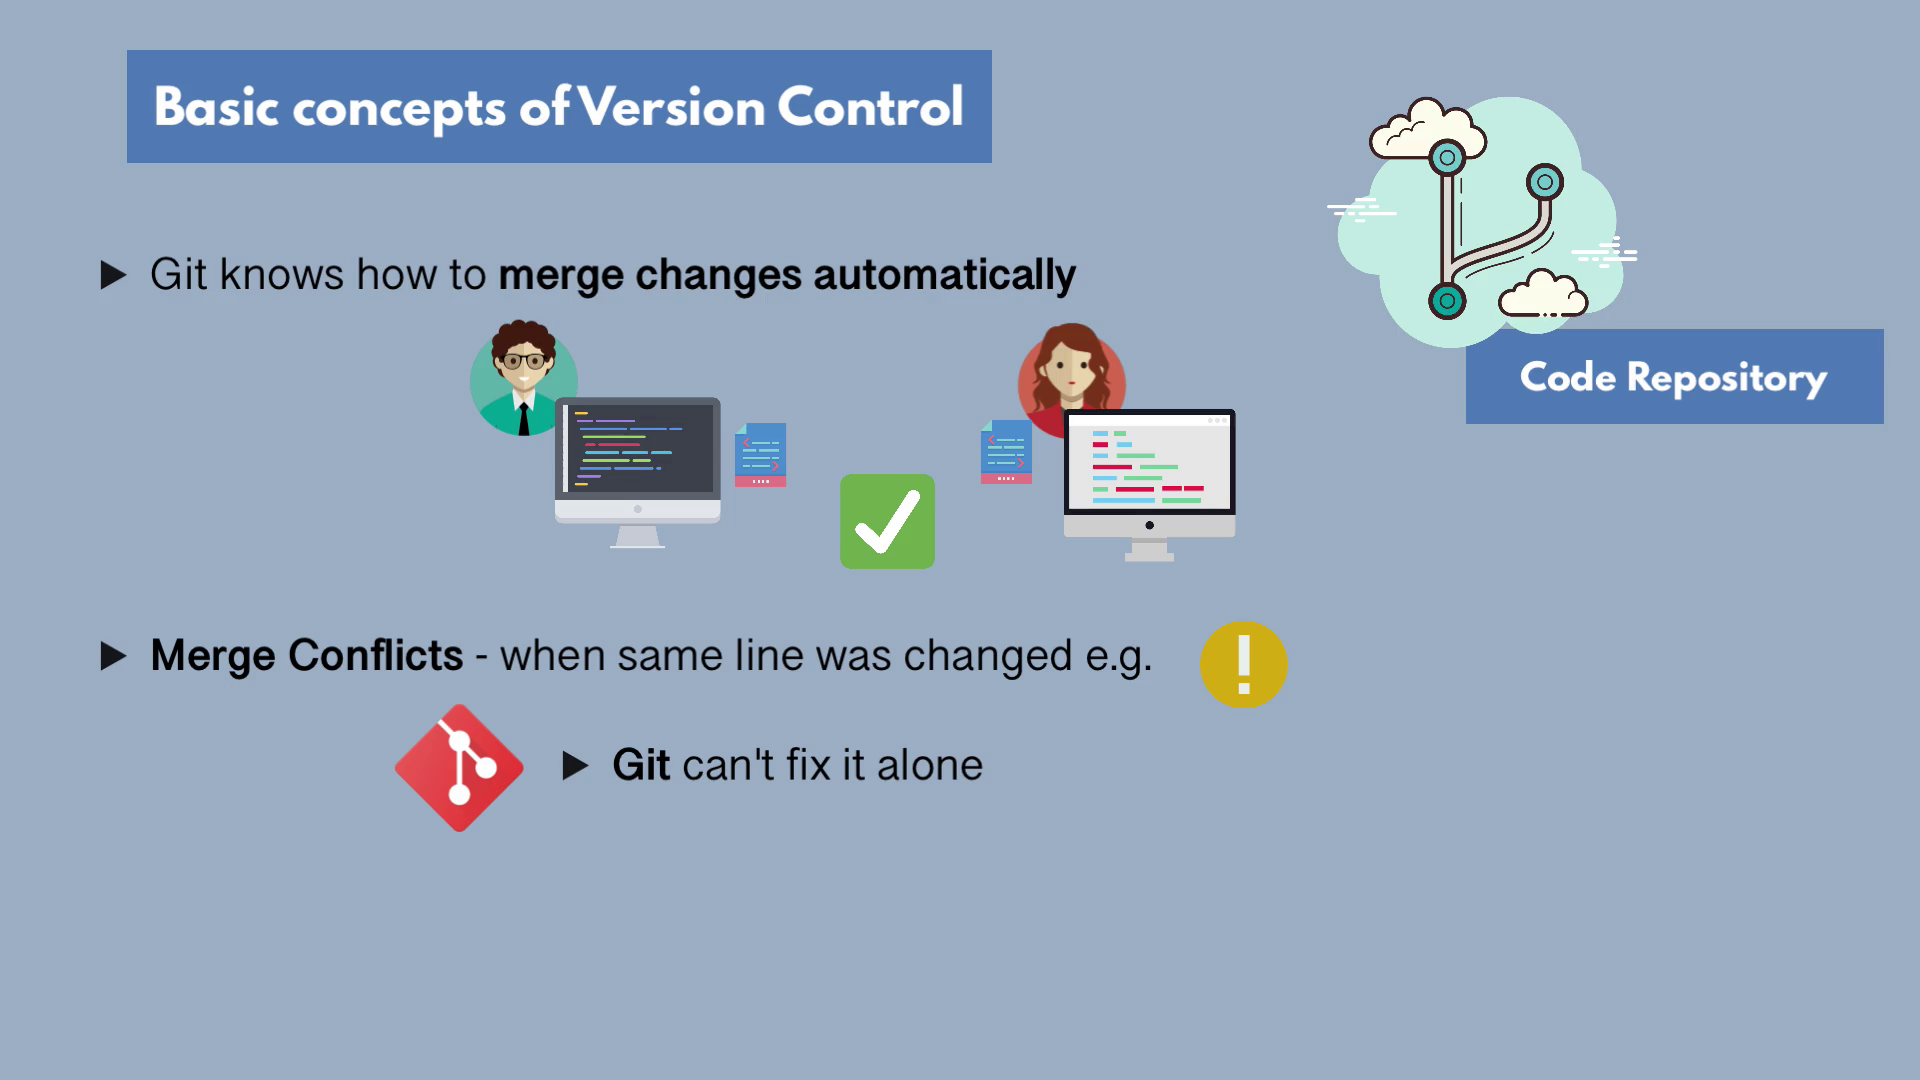 Basic concepts of Version Control
Git knows how to merge changes automatically
Code Repository
Merge Conflicts - when same line was changed e.g.
Git can't fix it alone